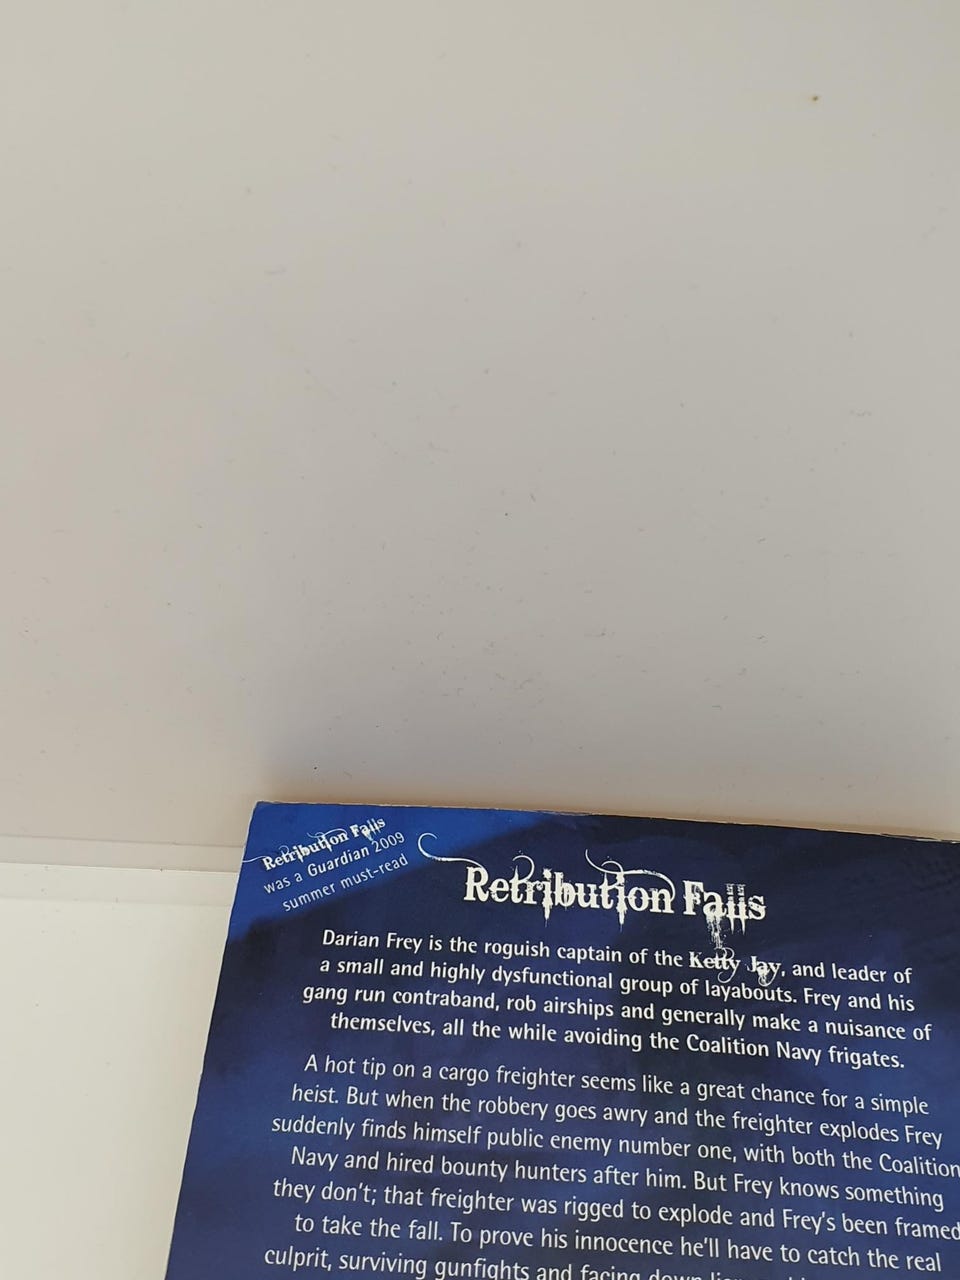 Retribution Falls
was a Guardian 2009
summer must-read
Retribution Falls
Darian Frey is the roguish captain of the Ketty Jay, and leader of
a small and highly dysfunctional group of layabouts. Frey and his
gang run contraband, rob airships and generally make a nuisance of
themselves, all the while avoiding the Coalition Navy frigates.
A hot tip on a cargo freighter seems like a great chance for a simple
heist. But when the robbery goes awry and the freighter explodes Frey
suddenly finds himself public enemy number one, with both the Coalition
Navy and hired bounty hunters after him. But Frey knows something
they don't; that freighter was rigged to explode and Frey's been framed
to take the fall. To prove his innocence he'll have to catch the real
culprit, surviving gunfights and facing down